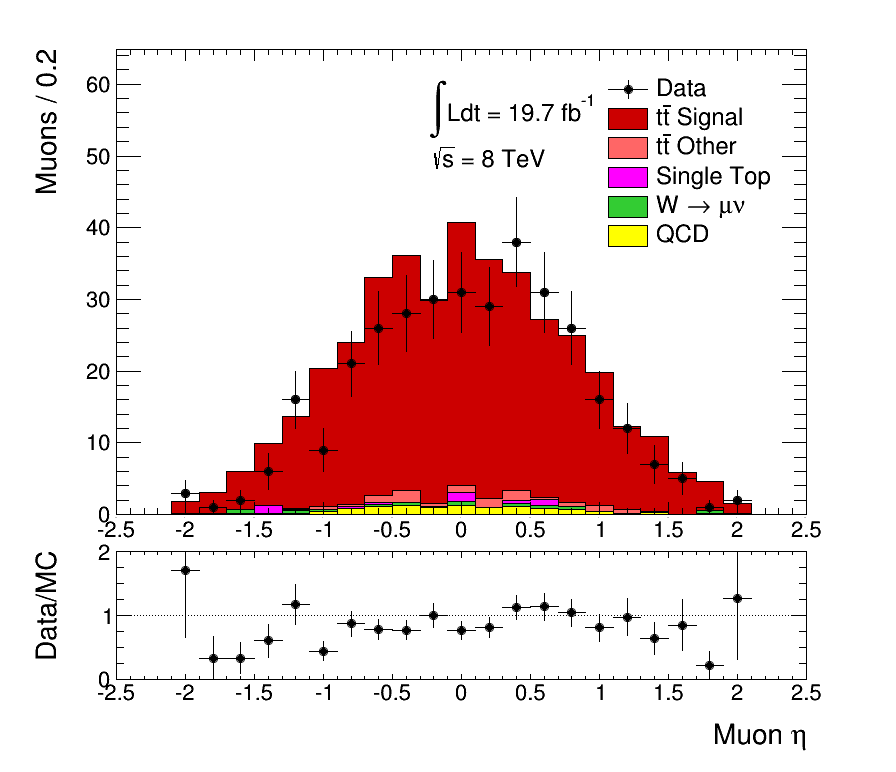 Muons / 0.2
60
50
40
30
20
10
0
∫Ldt = 19.7 fb⁻¹
√s = 8 TeV
Data
tt̄ Signal
tt̄ Other
Single Top
W → μν
QCD
-2.5 -2 -1.5 -1 -0.5 0 0.5 1 1.5 2 2.5
Data/MC
2
1
0
-2.5 -2 -1.5 -1 -0.5 0 0.5 1 1.5 2 2.5
Muon η